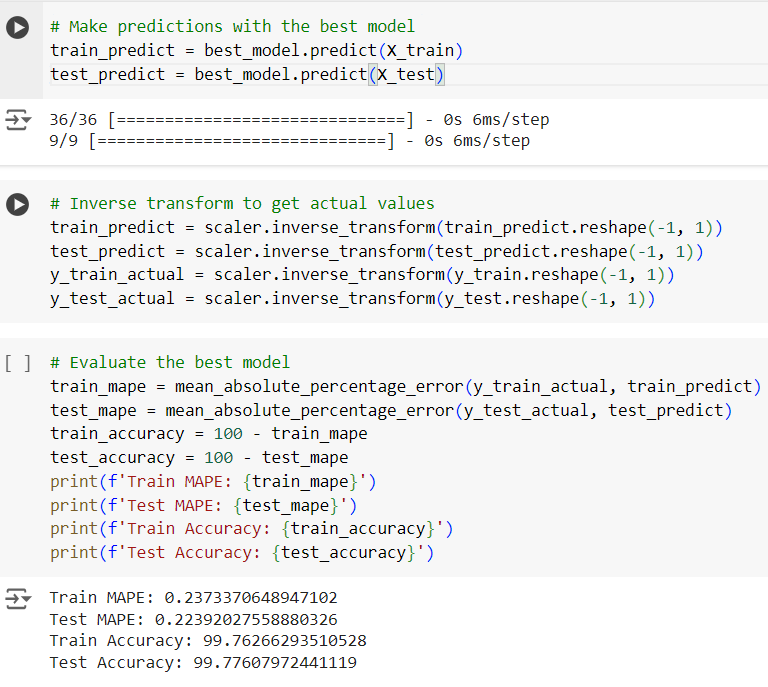 # Make predictions with the best model
train_predict = best_model.predict(X_train)
test_predict = best_model.predict(X_test)
36/36 [==============================] - 0s 6ms/step
9/9 [==============================] - 0s 6ms/step
# Inverse transform to get actual values
train_predict = scaler.inverse_transform(train_predict.reshape(-1, 1))
test_predict = scaler.inverse_transform(test_predict.reshape(-1, 1))
y_train_actual = scaler.inverse_transform(y_train.reshape(-1, 1))
y_test_actual = scaler.inverse_transform(y_test.reshape(-1, 1))
[ ] # Evaluate the best model
train_mape = mean_absolute_percentage_error(y_train_actual, train_predict)
test_mape = mean_absolute_percentage_error(y_test_actual, test_predict)
train_accuracy = 100 - train_mape
test_accuracy = 100 - test_mape
print(f'Train MAPE: {train_mape}')
print(f'Test MAPE: {test_mape}')
print(f'Train Accuracy: {train_accuracy}')
print(f'Test Accuracy: {test_accuracy}')
Train MAPE: 0.2373370648947102
Test MAPE: 0.22392027558880326
Train Accuracy: 99.76266293510528
Test Accuracy: 99.77607972441119